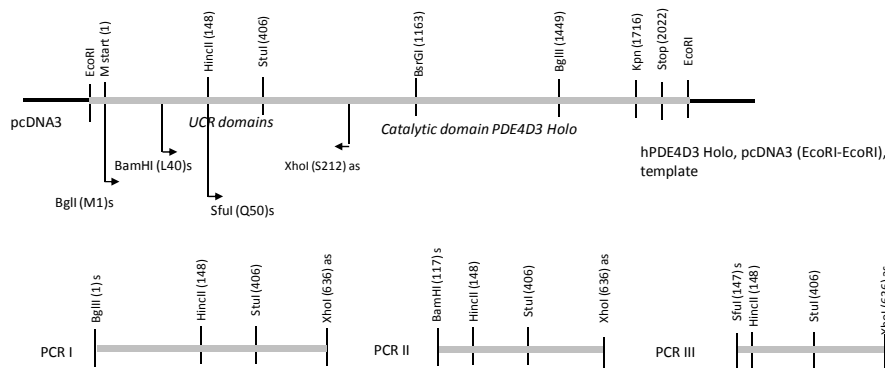 EcoRI
M start (1)
HincII (148)
StuI (406)
BsrGI (1163)
BglII (1449)
Kpn (1716)
Stop (2022)
EcoRI
pcDNA3
UCR domains
Catalytic domain PDE4D3 Holo
BamHI (L40)s
XhoI (S212) as
hPDE4D3 Holo, pcDNA3 (EcoRI-EcoRI),
template
BglI (M1)s
SfuI (Q50)s
BglII (1) s
HincII (148)
StuI (406)
XhoI (636) as
BamHI (117) s
HincII (148)
StuI (406)
XhoI (636) as
SfuI (147) s
HincII (148)
StuI (406)
XhoI (636) as
PCR I
PCR II
PCR III